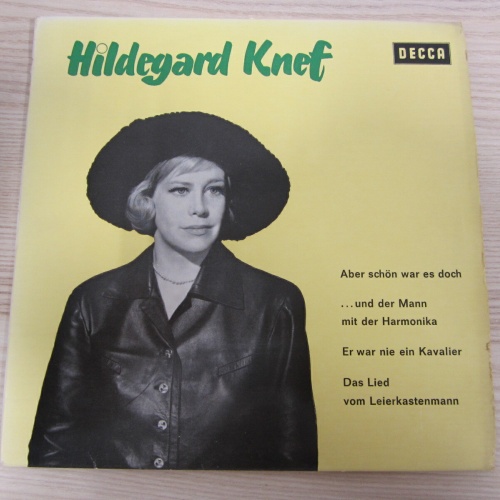 Hildegard Knef
DECCA
Aber schön war es doch
...und der Mann
mit der Harmonika
Er war nie ein Kavalier
Das Lied
vom Leierkastenmann